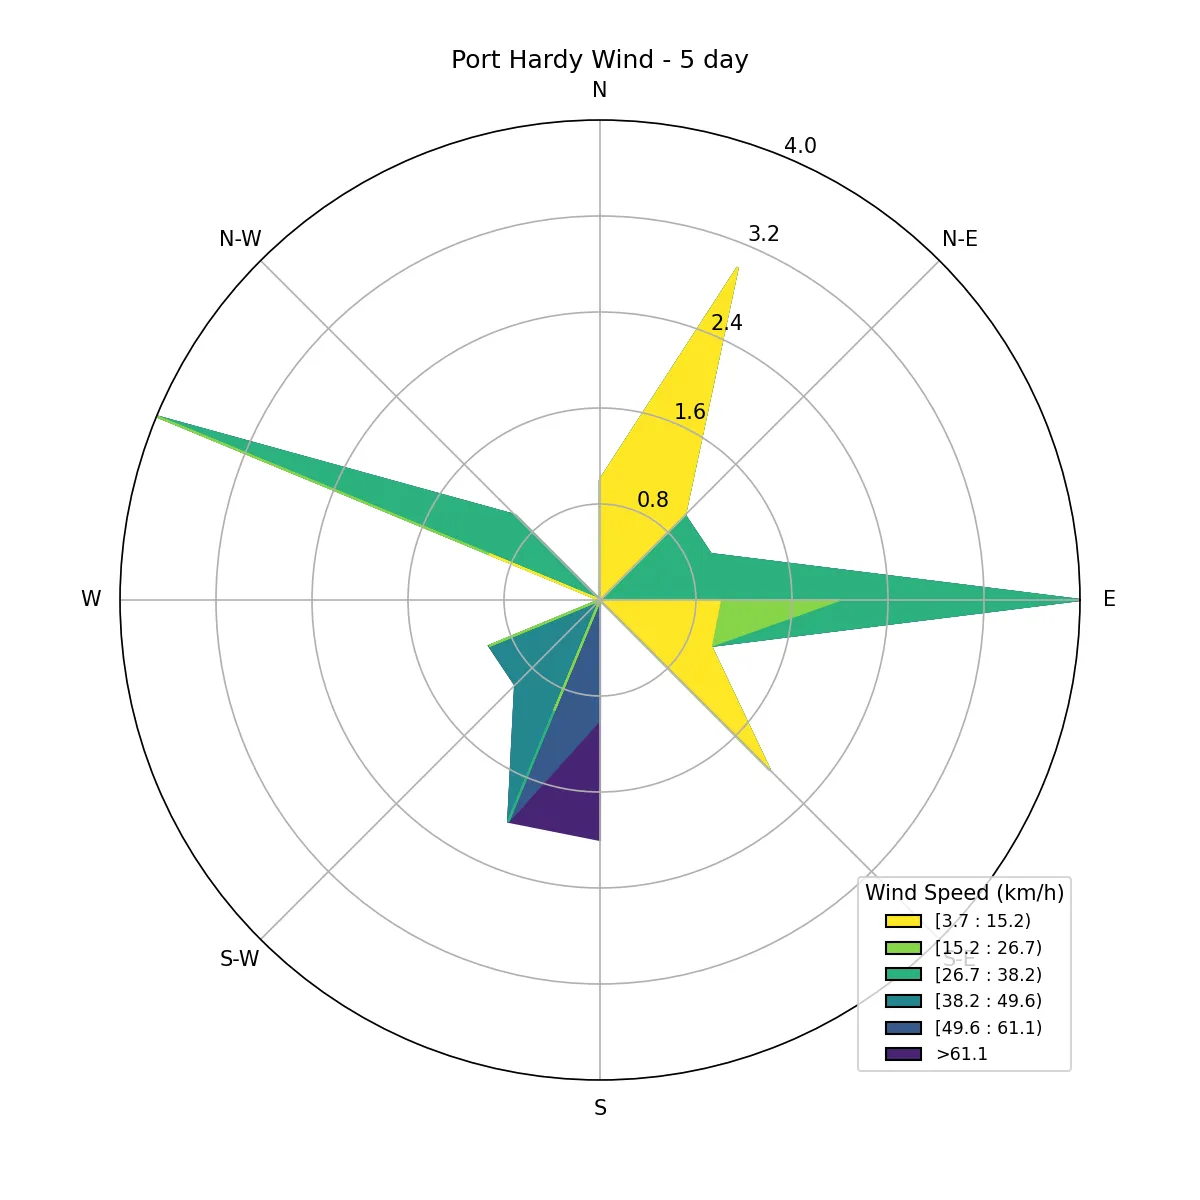 Port Hardy Wind - 5 day
N
4.0
N-W
3.2
N-E
2.4
1.6
0.8
W
E
S-W
S-E
Wind Speed (km/h)
[3.7 : 15.2)
[15.2 : 26.7)
[26.7 : 38.2)
[38.2 : 49.6)
[49.6 : 61.1)
>61.1
S